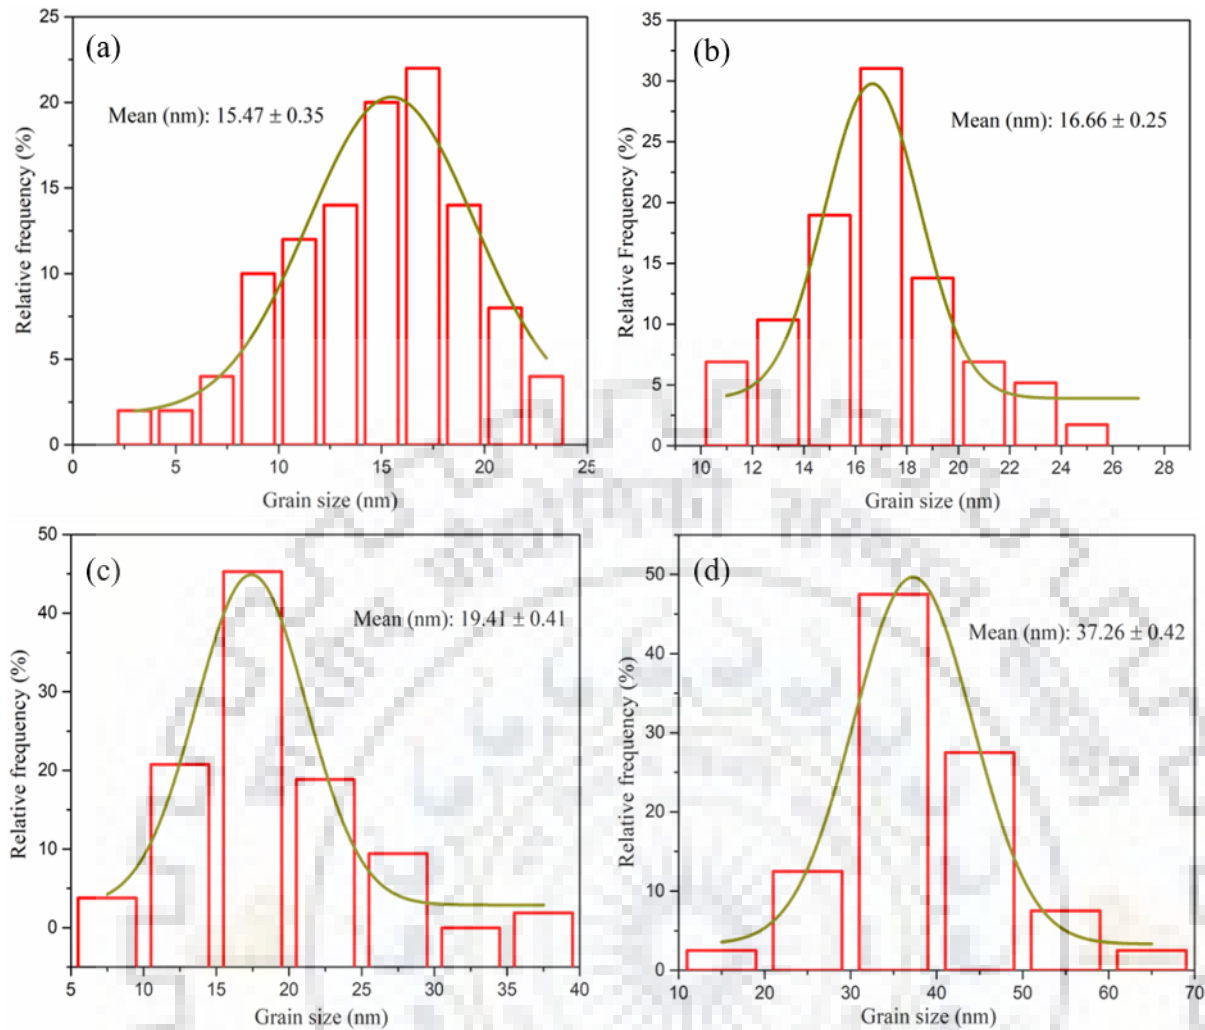 (a)
Mean (nm): 15.47 ± 0.35
Relative frequency (%)
25
20
15
10
5
0
0 5 10 15 20 25
Grain size (nm)
(b)
Mean (nm): 16.66 ± 0.25
Relative Frequency (%)
35
30
25
20
15
10
5
0
10 12 14 16 18 20 22 24 26 28
Grain size (nm)
(c)
Mean (nm): 19.41 ± 0.41
Relative frequency (%)
50
40
30
20
10
0
5 10 15 20 25 30 35 40
Grain size (nm)
(d)
Mean (nm): 37.26 ± 0.42
Relative frequency (%)
50
40
30
20
10
0
10 20 30 40 50 60 70
Grain size (nm)